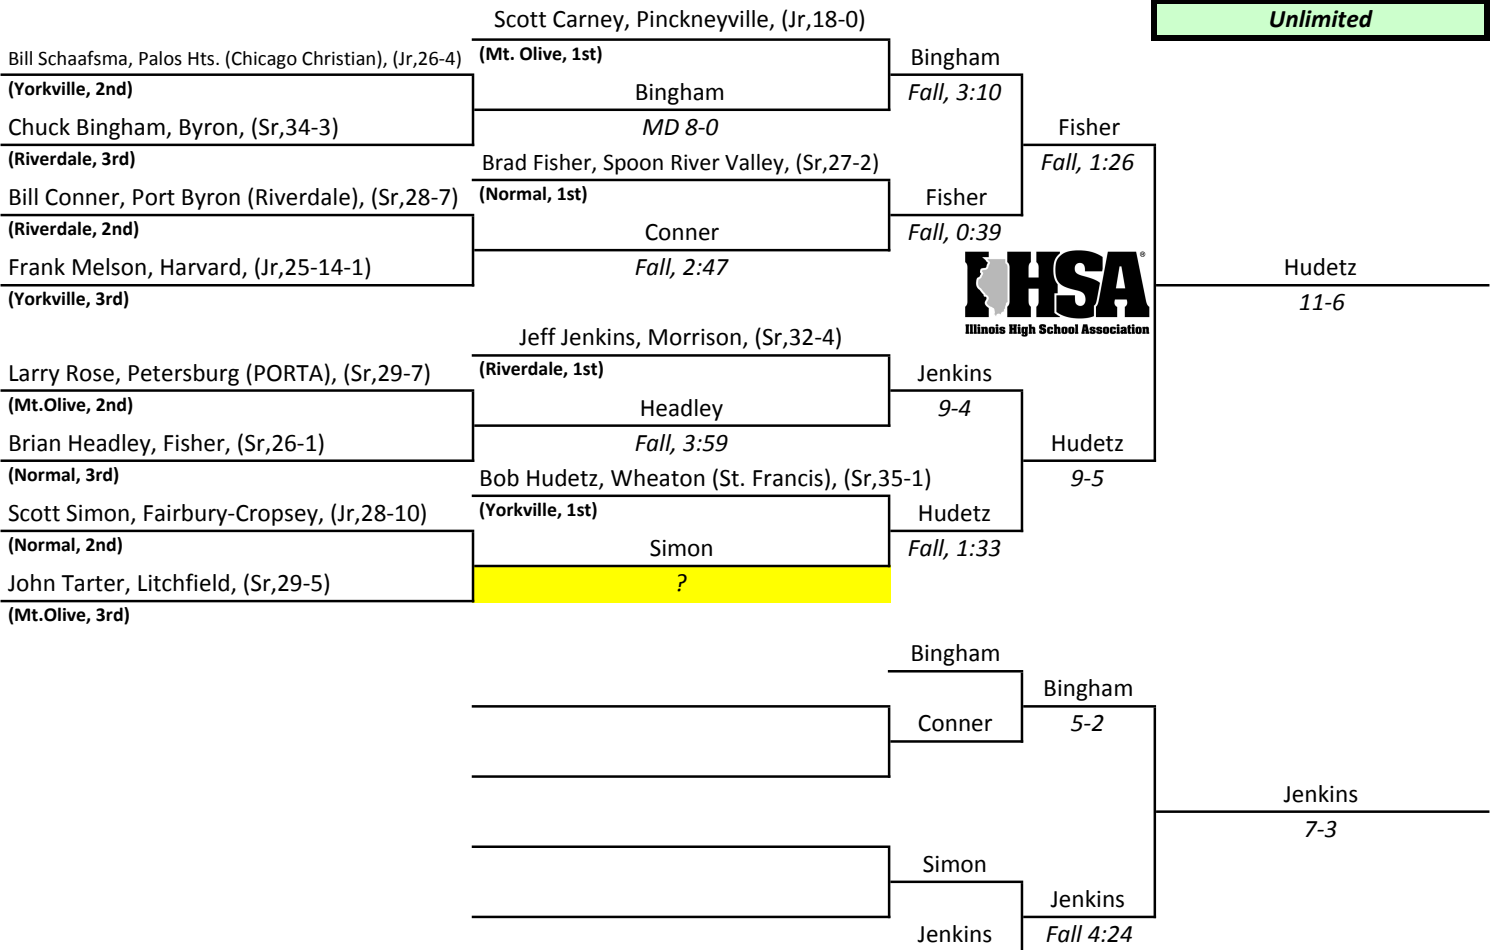 Scott Carney, Pinckneyville, (Jr,18-0)
Unlimited
Bill Schaafsma, Palos Hts. (Chicago Christian), (Jr,26-4)
(Mt. Olive, 1st)
Bingham
(Yorkville, 2nd)
Bingham
Fall, 3:10
Chuck Bingham, Byron, (Sr,34-3)
MD 8-0
Fisher
(Riverdale, 3rd)
Brad Fisher, Spoon River Valley, (Sr,27-2)
Fall, 1:26
Bill Conner, Port Byron (Riverdale), (Sr,28-7)
(Normal, 1st)
Fisher
(Riverdale, 2nd)
Conner
Fall, 0:39
Frank Melson, Harvard, (Jr,25-14-1)
Fall, 2:47
IHSA®
Hudetz
(Yorkville, 3rd)
11-6
Illinois High School Association
Jeff Jenkins, Morrison, (Sr,32-4)
Larry Rose, Petersburg (PORTA), (Sr,29-7)
(Riverdale, 1st)
Jenkins
(Mt.Olive, 2nd)
Headley
9-4
Brian Headley, Fisher, (Sr,26-1)
Fall, 3:59
Hudetz
(Normal, 3rd)
Bob Hudetz, Wheaton (St. Francis), (Sr,35-1)
9-5
Scott Simon, Fairbury-Cropsey, (Jr,28-10)
(Yorkville, 1st)
Hudetz
(Normal, 2nd)
Simon
Fall, 1:33
John Tarter, Litchfield, (Sr,29-5)
?
(Mt.Olive, 3rd)
Bingham
Bingham
Conner
5-2
Jenkins
7-3
Simon
Jenkins
Jenkins
Fall 4:24